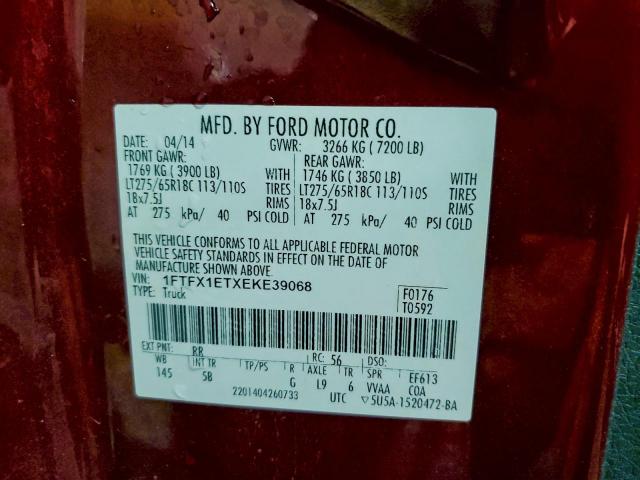 MFD. BY FORD MOTOR CO.
DATE: 04/14 GVWR: 3266 KG ( 7200 LB)
FRONT GAWR: REAR GAWR:
1769 KG ( 3900 LB) WITH 1746 KG ( 3850 LB) WITH
LT275/65R18C 113/110S TIRES LT275/65R18C 113/110S TIRES
18x7.5J RIMS 18x7.5J RIMS
AT 275 kPa/ 40 PSI COLD AT 275 kPa/ 40 PSI COLD
THIS VEHICLE CONFORMS TO ALL APPLICABLE FEDERAL MOTOR
VEHICLE SAFETY STANDARDS IN EFFECT ON THE DATE OF
MANUFACTURE SHOWN ABOVE.
VIN: 1FTFX1ETXEKE39068 F0176
TYPE: Truck T0592
EXT PNT: RR RC: 56 DSO:
WB INT TR TP/PS R AXLE TR SPR EF613
145 5B G L9 6 VVAA COA
2201404260733 UTC ▽5U5A-1520472-BA